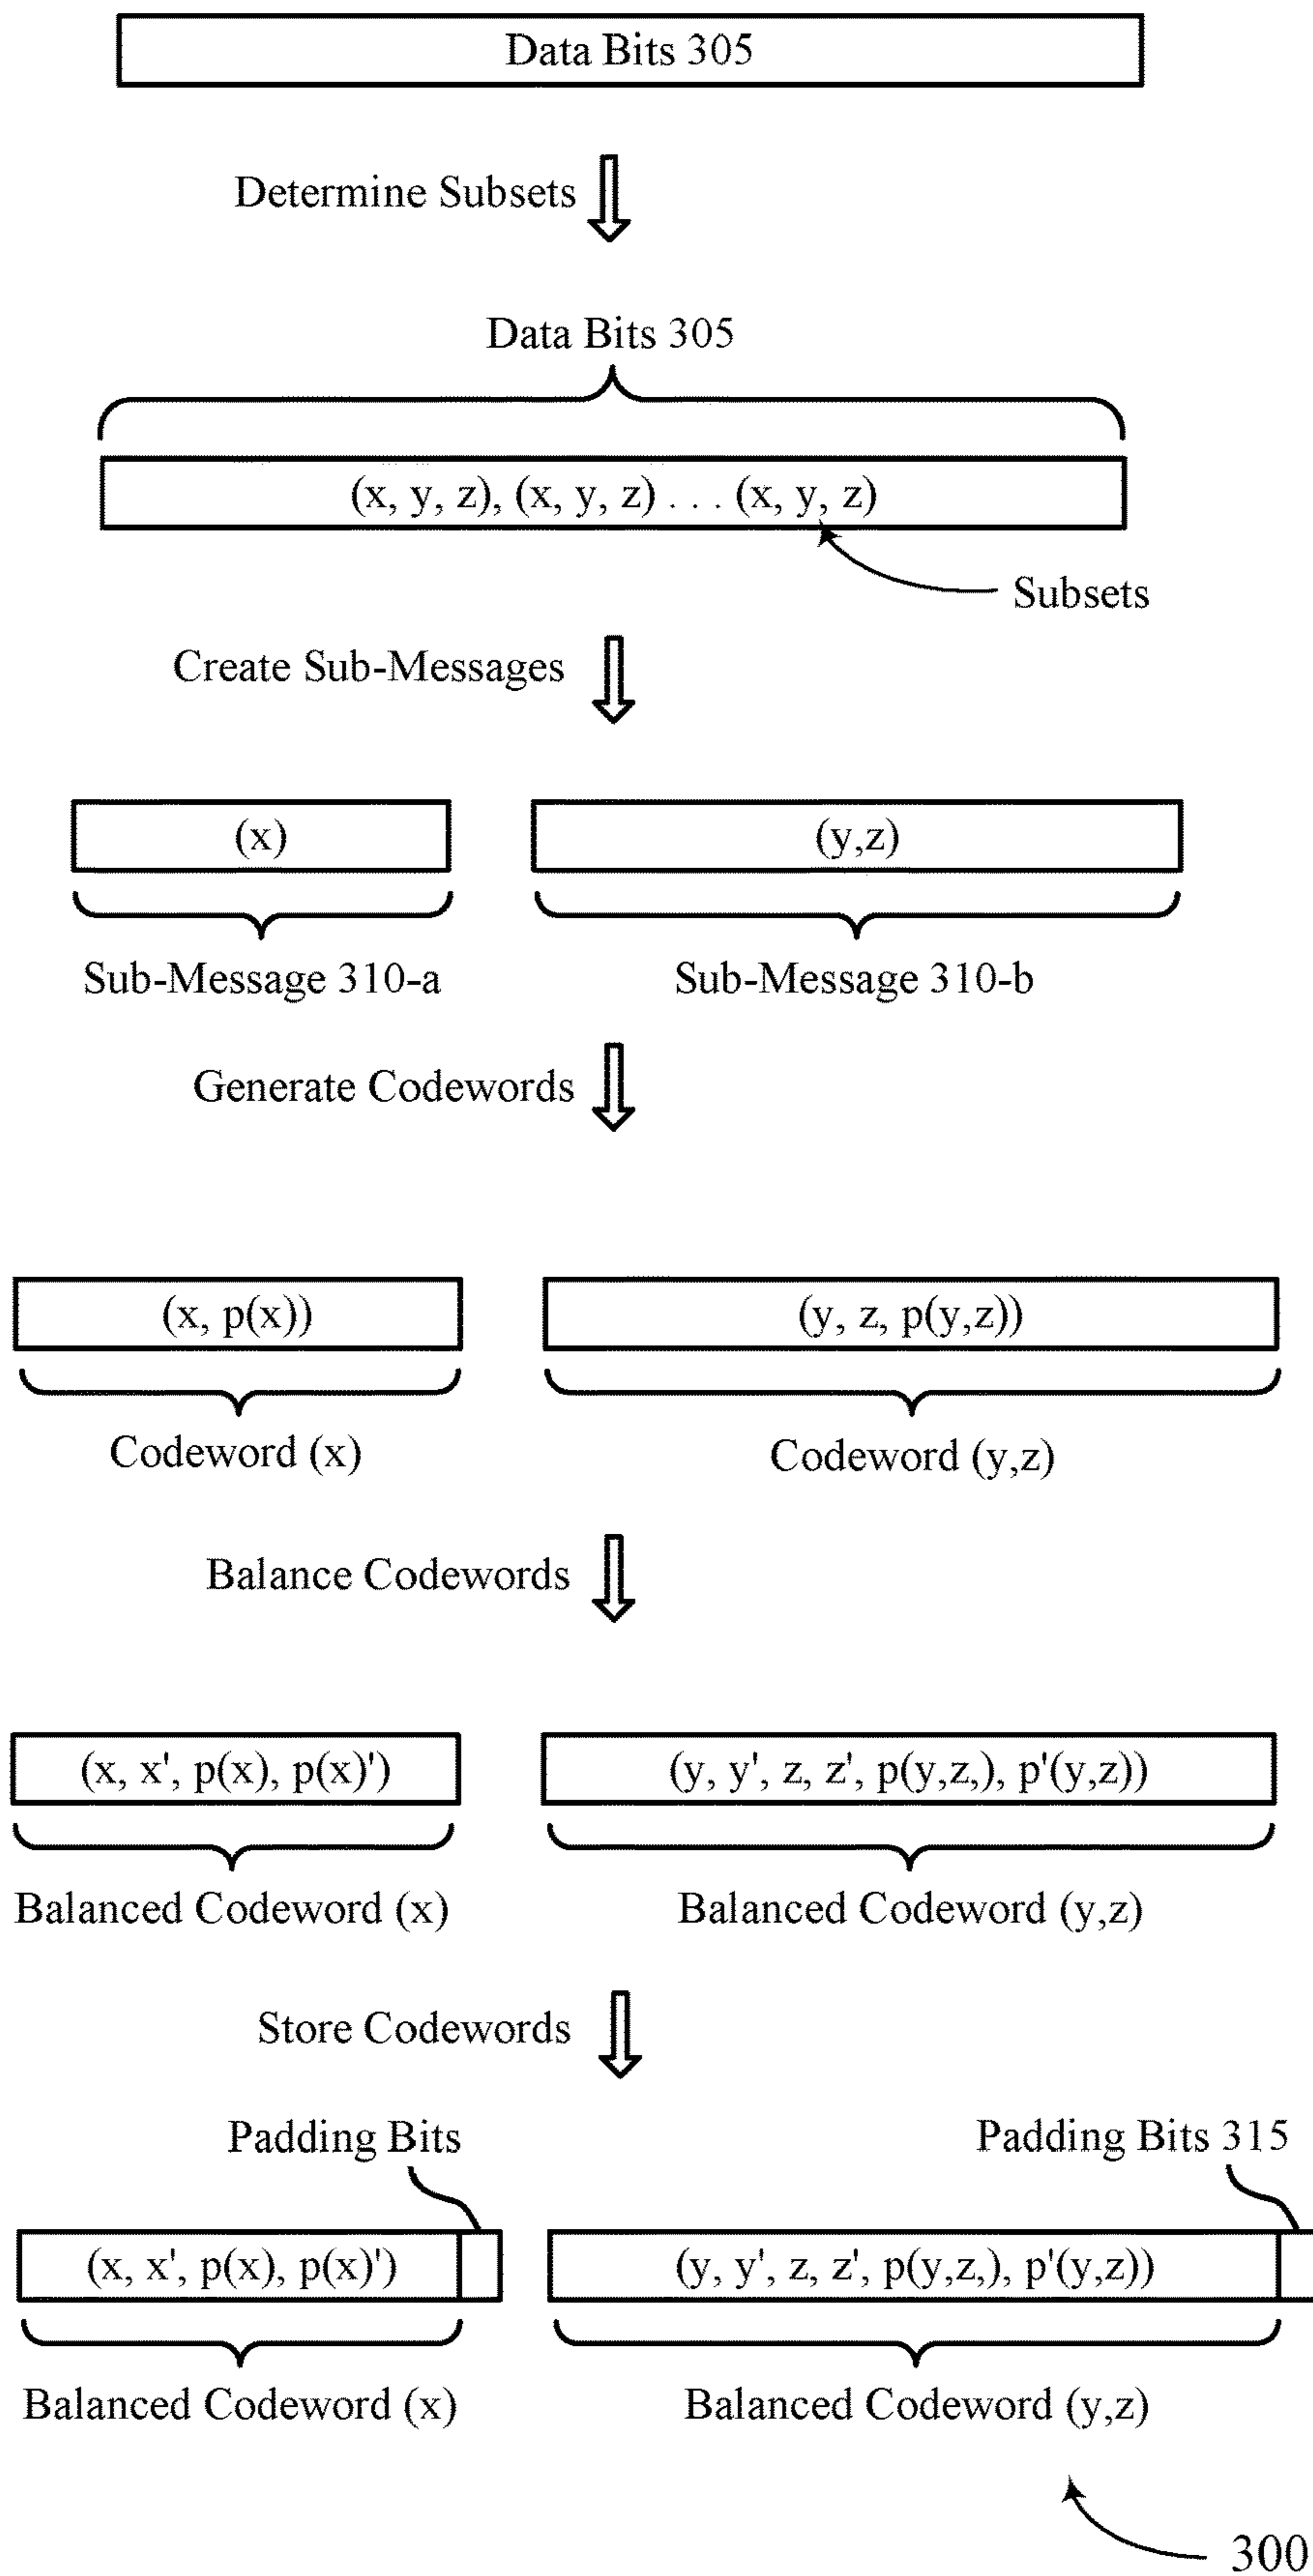 Data Bits 305
Determine Subsets
Data Bits 305
(x, y, z), (x, y, z) . . . (x, y, z)
Subsets
Create Sub-Messages
(x)
(y,z)
Sub-Message 310-a
Sub-Message 310-b
Generate Codewords
(x, p(x))
(y, z, p(y,z))
Codeword (x)
Codeword (y,z)
Balance Codewords
(x, x', p(x), p(x)')
(y, y', z, z', p(y,z,), p'(y,z))
Balanced Codeword (x)
Balanced Codeword (y,z)
Store Codewords
Padding Bits
Padding Bits 315
(x, x', p(x), p(x)')
(y, y', z, z', p(y,z,), p'(y,z))
Balanced Codeword (x)
Balanced Codeword (y,z)
300